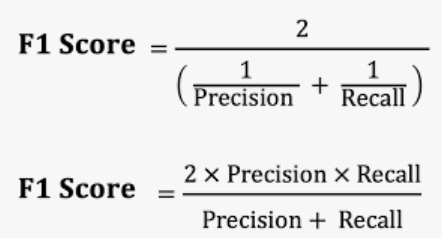 F1 Score = 2 / ( 1 / Precision + 1 / Recall )
F1 Score = 2 × Precision × Recall / Precision + Recall